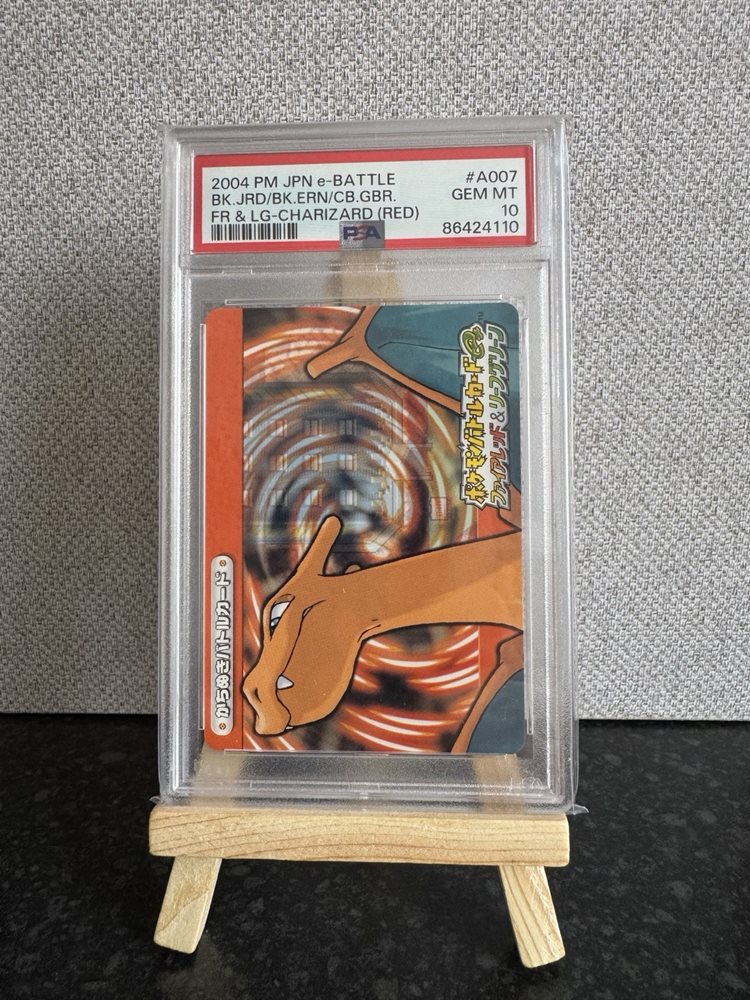 2004 PM JPN e-BATTLE #A007
BK.JRD/BK.ERN/CB.GBR. GEM MT
FR & LG-CHARIZARD (RED) 10
PSA 86424110
ポケモンバトルカードe+ TM
ファイアレッド&リーフグリーン
からぬきバトルカード